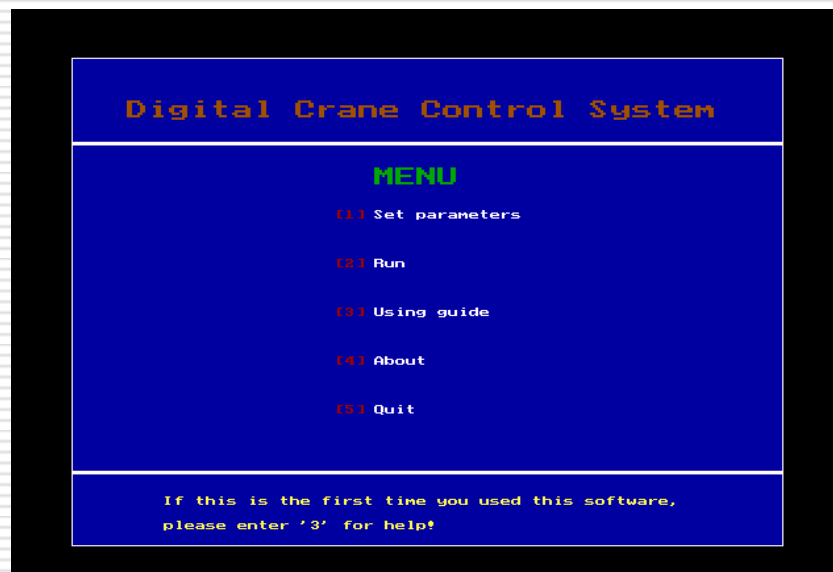 Digital Crane Control System
MENU
[1] Set parameters
[2] Run
[3] Using guide
[4] About
[5] Quit
If this is the first time you used this software,
please enter '3' for help!